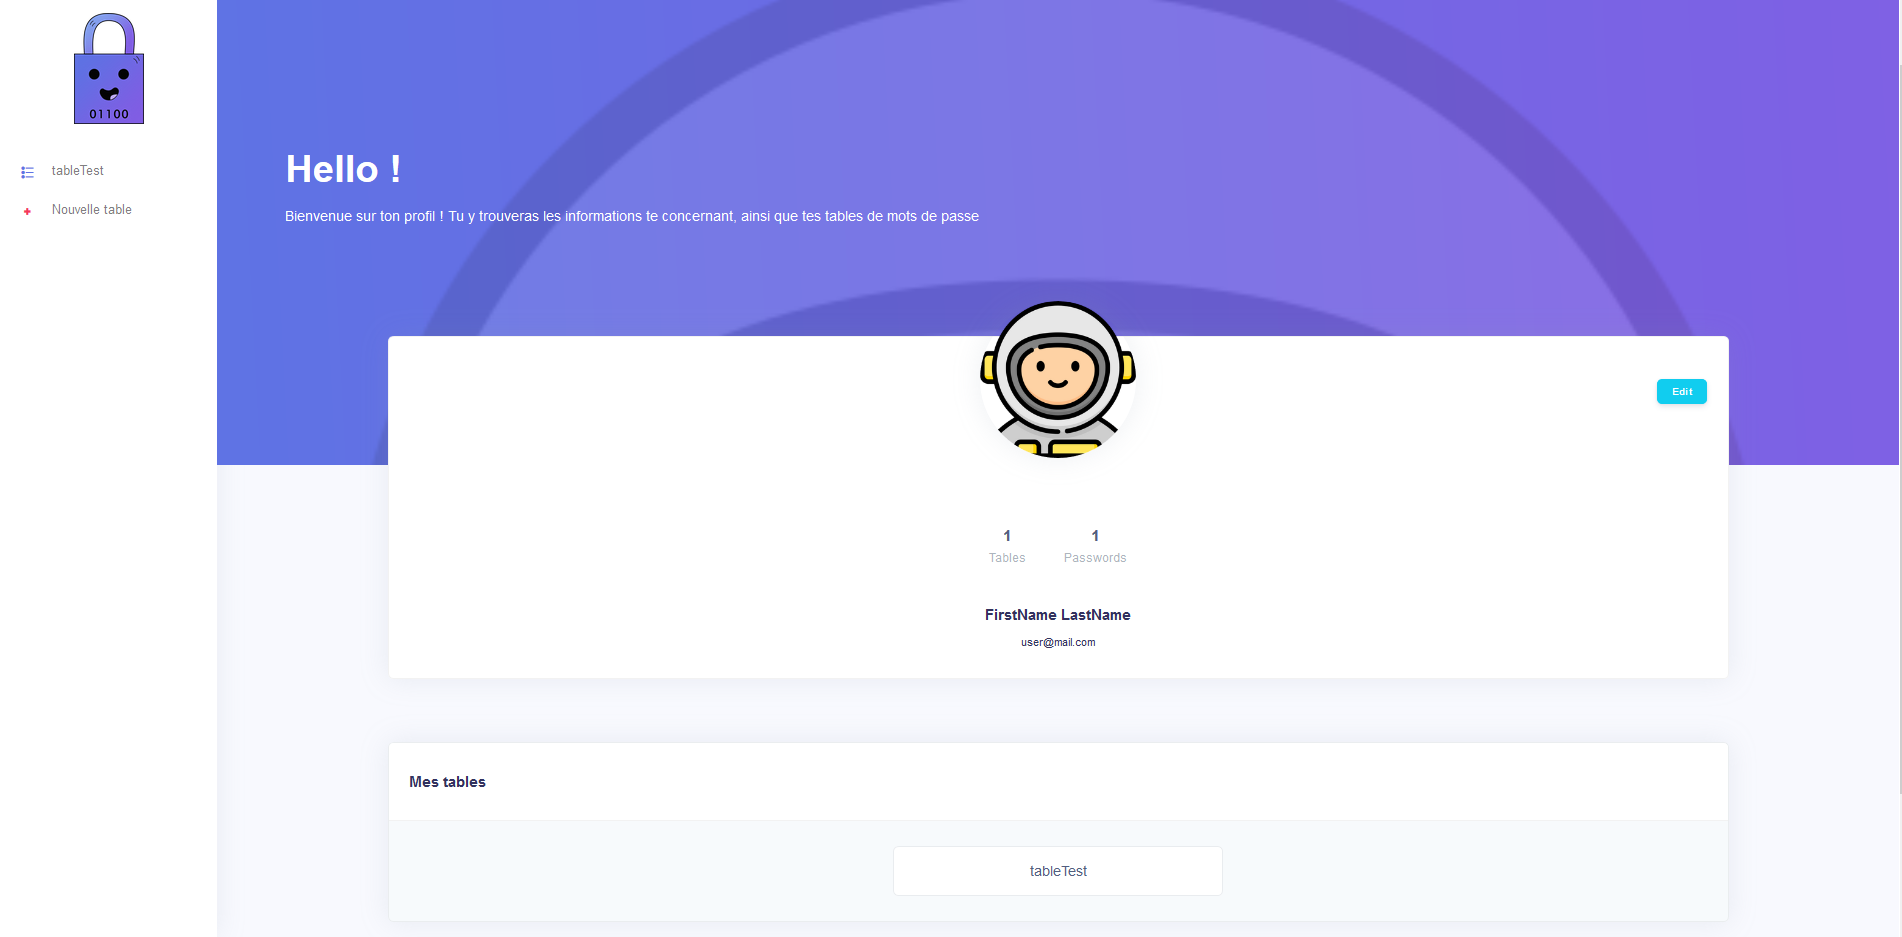 01100
tableTest
Nouvelle table
Hello !
Bienvenue sur ton profil ! Tu y trouveras les informations te concernant, ainsi que tes tables de mots de passe
Edit
1 1
Tables Passwords
FirstName LastName
user@mail.com
Mes tables
tableTest